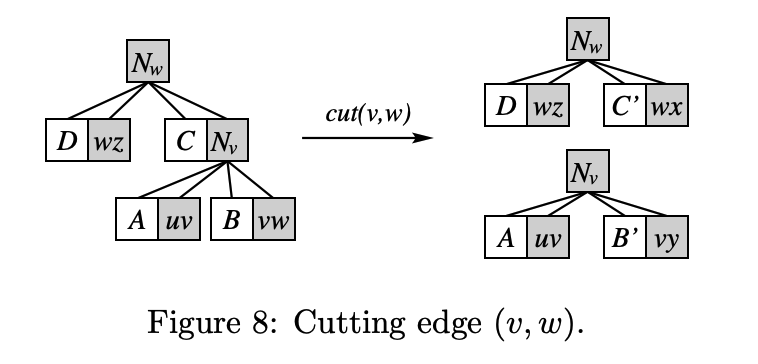 N_w
D wz C N_v
A uv B vw
cut(v,w)
N_w
D wz C' wx
N_v
A uv B' vy
Figure 8: Cutting edge (v, w).